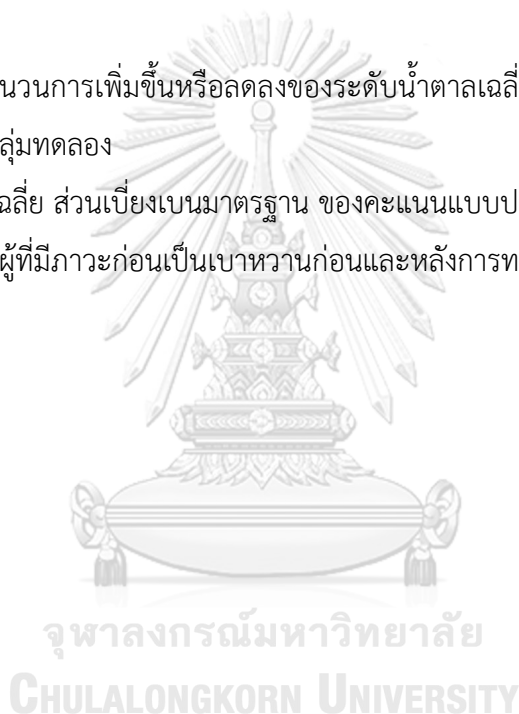 นวนการเพิ่มขึ้นหรือลดลงของระดับน้ำตาลเฉลี่
ลุ่มทดลอง
ฉลี่ย ส่วนเบี่ยงเบนมาตรฐาน ของคะแนนแบบป
ผู้ที่มีภาวะก่อนเป็นเบาหวานก่อนและหลังการท
จุฬาลงกรณ์มหาวิทยาลัย
CHULALONGKORN UNIVERSITY